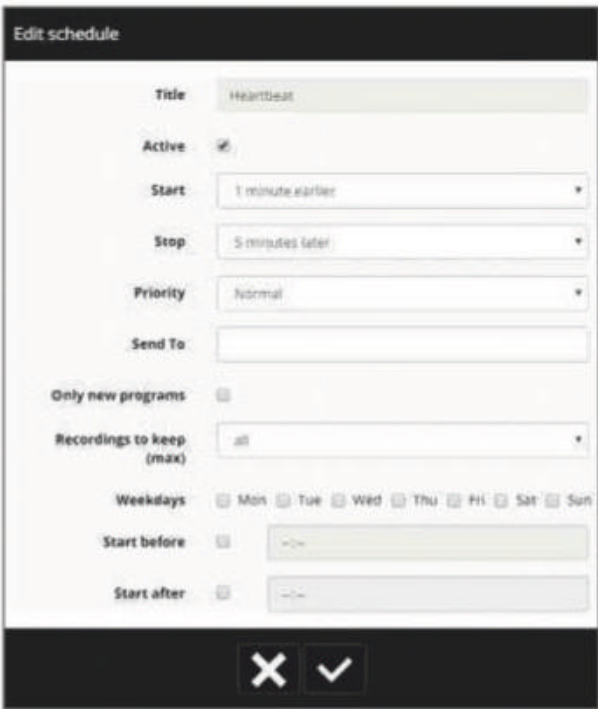 Edit schedule
Title Heartbeat
Active
Start 1 minute earlier
Stop 5 minutes later
Priority Normal
Send To
Only new programs
Recordings to keep
(max) all
Weekdays Mon Tue Wed Thu Fri Sat Sun
Start before --:--
Start after --:--